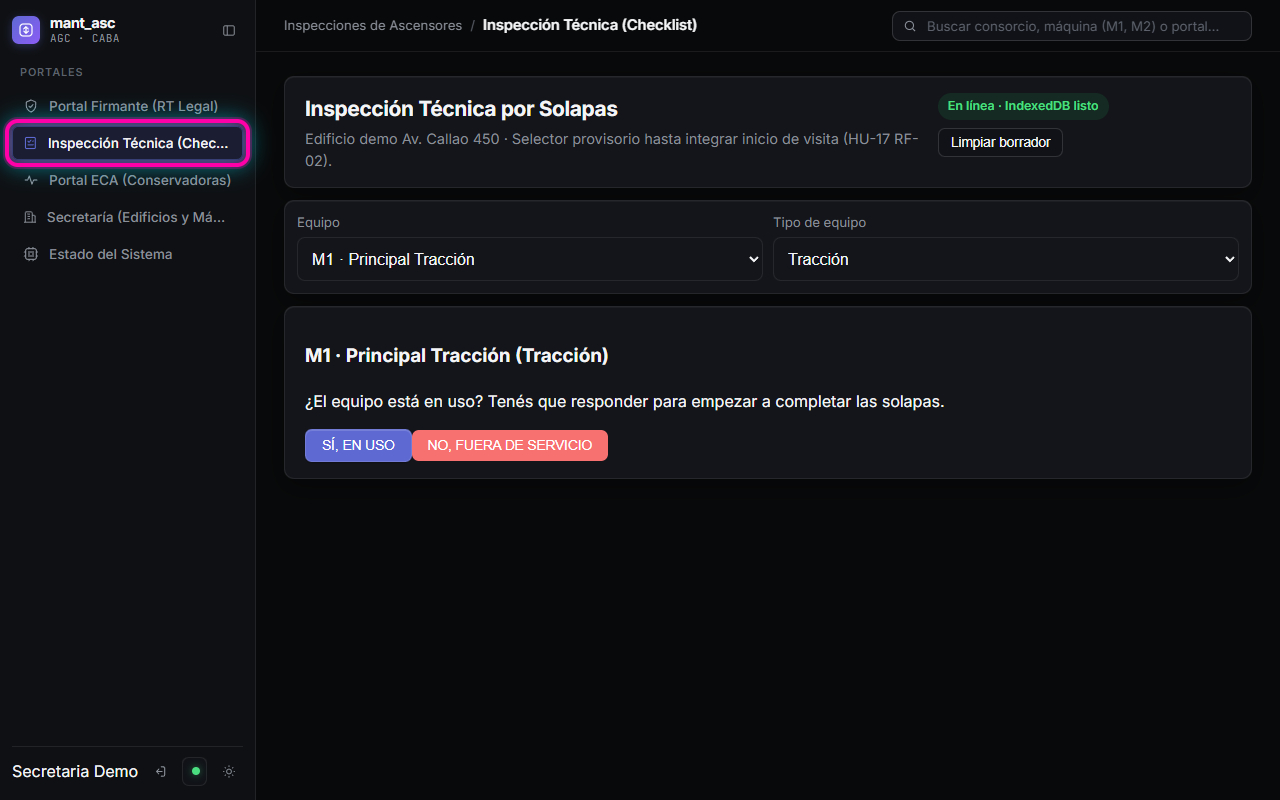 mant_asc
AGC · CABA
PORTALES
Portal Firmante (RT Legal)
Inspección Técnica (Chec...
Portal ECA (Conservadoras)
Secretaría (Edificios y Má...
Estado del Sistema
Secretaria Demo
Inspecciones de Ascensores / Inspección Técnica (Checklist)
Buscar consorcio, máquina (M1, M2) o portal...
Inspección Técnica por Solapas
Edificio demo Av. Callao 450 · Selector provisorio hasta integrar inicio de visita (HU-17 RF-
02).
En línea · IndexedDB listo
Limpiar borrador
Equipo
M1 · Principal Tracción
Tipo de equipo
Tracción
M1 · Principal Tracción (Tracción)
¿El equipo está en uso? Tenés que responder para empezar a completar las solapas.
SÍ, EN USO
NO, FUERA DE SERVICIO